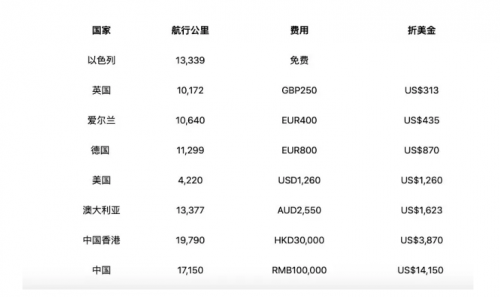 国家 航行公里 费用 折美金
以色列 13,339 免费
英国 10,172 GBP250 US$313
爱尔兰 10,640 EUR400 US$435
德国 11,299 EUR800 US$870
美国 4,220 USD1,260 US$1,260
澳大利亚 13,377 AUD2,550 US$1,623
中国香港 19,790 HKD30,000 US$3,870
中国 17,150 RMB100,000 US$14,150